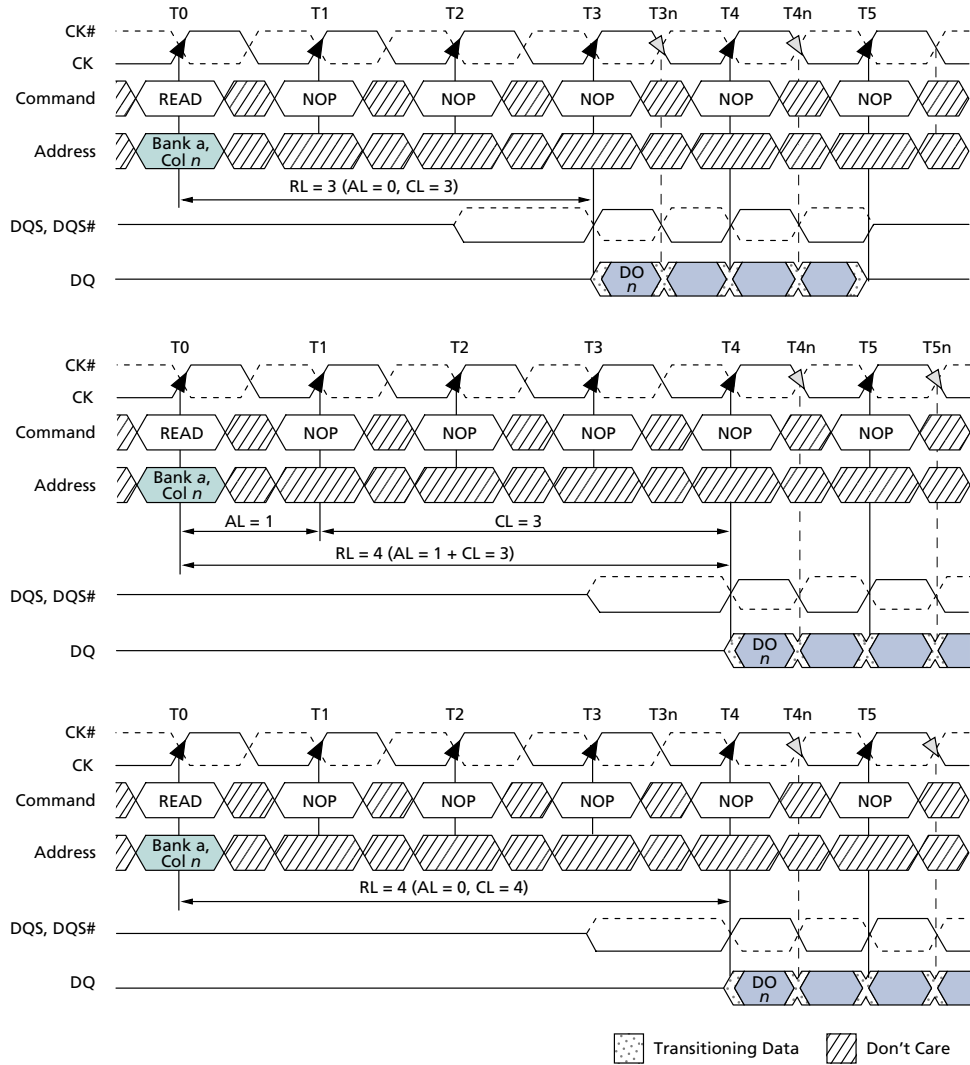 T0 T1 T2 T3 T3n T4 T4n T5
CK#
CK
Command READ NOP NOP NOP NOP NOP
Address Bank a,
Col n
RL = 3 (AL = 0, CL = 3)
DQS, DQS#
DQ DO
n
T0 T1 T2 T3 T4 T4n T5 T5n
CK#
CK
Command READ NOP NOP NOP NOP NOP
Address Bank a,
Col n
AL = 1 CL = 3
RL = 4 (AL = 1 + CL = 3)
DQS, DQS#
DQ DO
n
T0 T1 T2 T3 T3n T4 T4n T5
CK#
CK
Command READ NOP NOP NOP NOP NOP
Address Bank a,
Col n
RL = 4 (AL = 0, CL = 4)
DQS, DQS#
DQ DO
n
Transitioning Data Don't Care